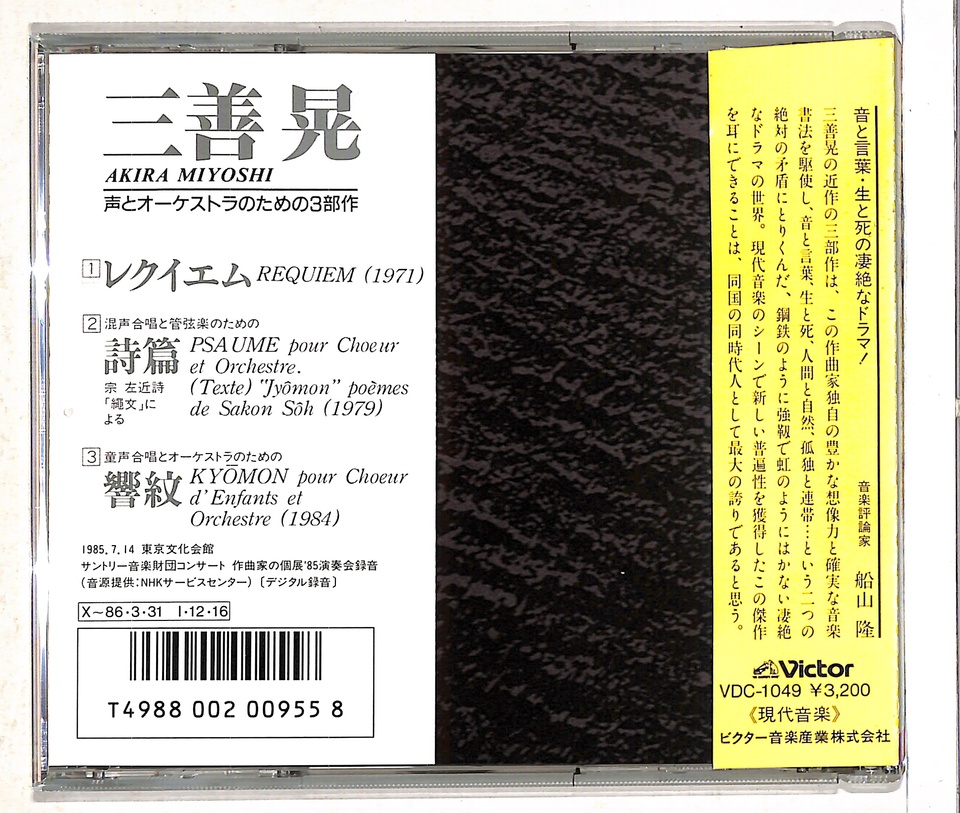 三善 晃
AKIRA MIYOSHI
声とオーケストラのための3部作
1 レクイエム REQUIEM (1971)
2 混声合唱と管弦楽のための
詩篇 PSAUME pour Choeur
et Orchestre.
宗 左近詩 (Texte) "Jyômon" poèmes
「縄文」に de Sakon Sôh (1979)
よる
3 童声合唱とオーケストラのための
響紋 KYŌMON pour Choeur
d'Enfants et
Orchestre (1984)
1985.7.14 東京文化会館
サントリー音楽財団コンサート 作曲家の個展'85演奏会録音
(音源提供:NHKサービスセンター)〔デジタル録音〕
X~86・3・31 I・12・16
T4988 002 00955 8
音と言葉・生と死の凄絶なドラマ!
音楽評論家 船山 隆
三善晃の近作の三部作は、この作曲家独自の豊かな想像力と確実な音楽
書法を駆使し、音と言葉、生と死、人間と自然、孤独と連帯…という二つの
絶対の矛盾にとりくんだ、鋼鉄のように強靱で虹のようにはかない凄絶
なドラマの世界。現代音楽のシーンで新しい普遍性を獲得したこの傑作
を耳にできることは、同国の同時代人として最大の誇りであると思う。
Victor
VDC-1049 ¥3,200
《現代音楽》
ビクター音楽産業株式会社